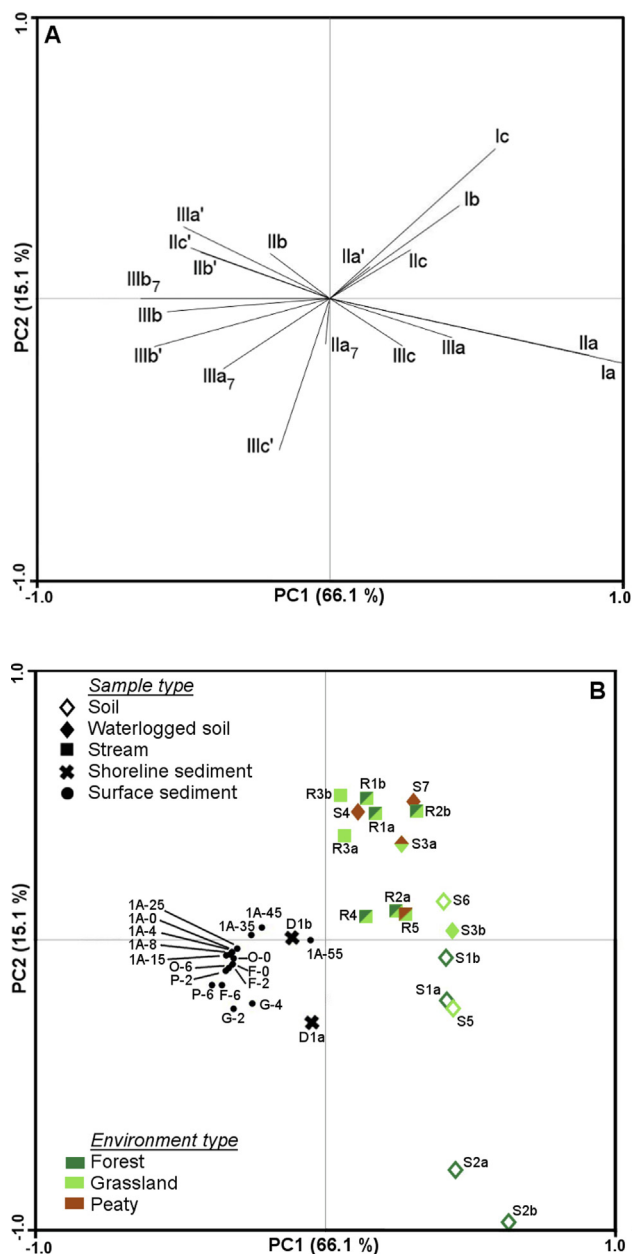 1.0
A
Ic
Ib
IIIa'
IIc'
IIb
IIa'
IIb'
IIc
IIIb7
IIIb
IIIb'
IIa7
IIIc
IIIa
IIa
Ia
IIIa7
IIIc'
PC2 (15.1 %)
-1.0
-1.0
PC1 (66.1 %)
1.0
1.0
B
Sample type
Soil
Waterlogged soil
Stream
Shoreline sediment
Surface sediment
R3b
R1b
S7
S4
R1a
R2b
R3a
S3a
R2a
S6
R4
R5
S3b
1A-25
1A-45
1A-0
1A-35
D1b
1A-4
1A-8
1A-55
S1b
1A-15
O-0
O-6
F-0
P-2
F-2
P-6
F-6
G-4
G-2
D1a
S1a
S5
S2a
S2b
Environment type
Forest
Grassland
Peaty
PC2 (15.1 %)
-1.0
-1.0
PC1 (66.1 %)
1.0